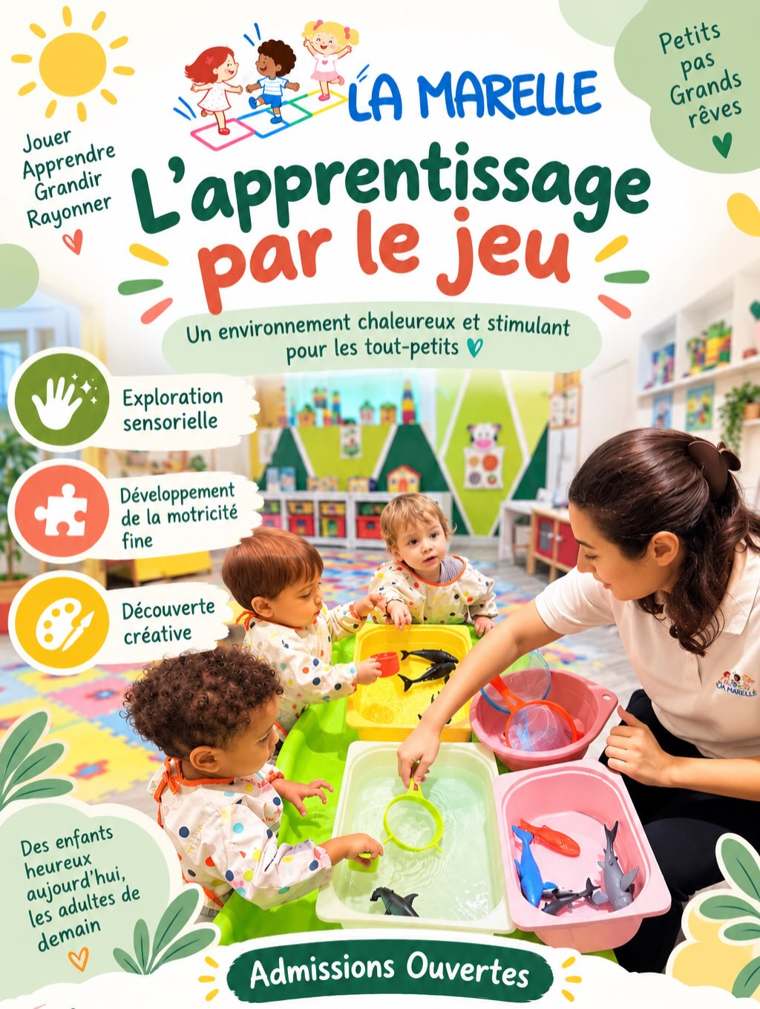 LA MARELLE
Petits
pas
Grands
rêves
Jouer
Apprendre
Grandir
Rayonner
L'apprentissage
par le jeu
Un environnement chaleureux et stimulant
pour les tout-petits
Exploration
sensorielle
Développement
de la motricité
fine
Découverte
créative
LA MARELLE
Des enfants
heureux
aujourd'hui,
les adultes de
demain
Admissions Ouvertes